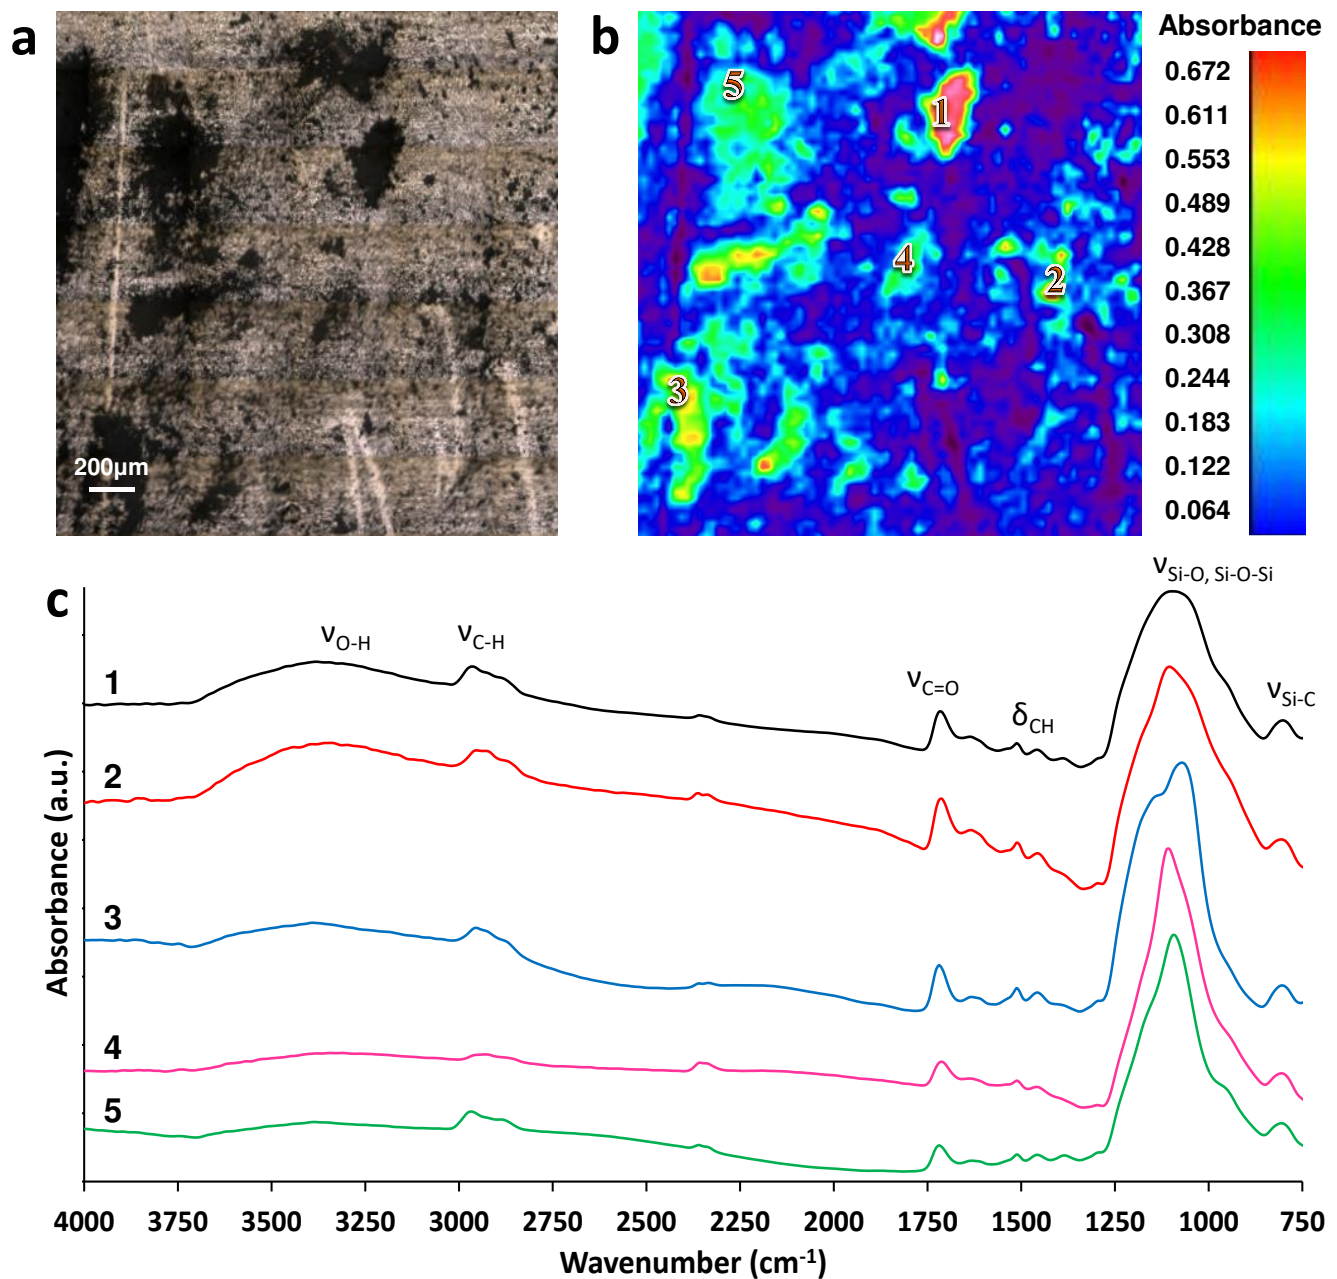 a
b
Absorbance
0.672
0.611
0.553
0.489
0.428
0.367
0.308
0.244
0.183
0.122
0.064
5
1
4
2
3
200μm
c
νSi-O, Si-O-Si
νO-H
νC-H
νC=O
δCH
νSi-C
1
2
3
4
5
Absorbance (a.u.)
4000 3750 3500 3250 3000 2750 2500 2250 2000 1750 1500 1250 1000 750
Wavenumber (cm-1)